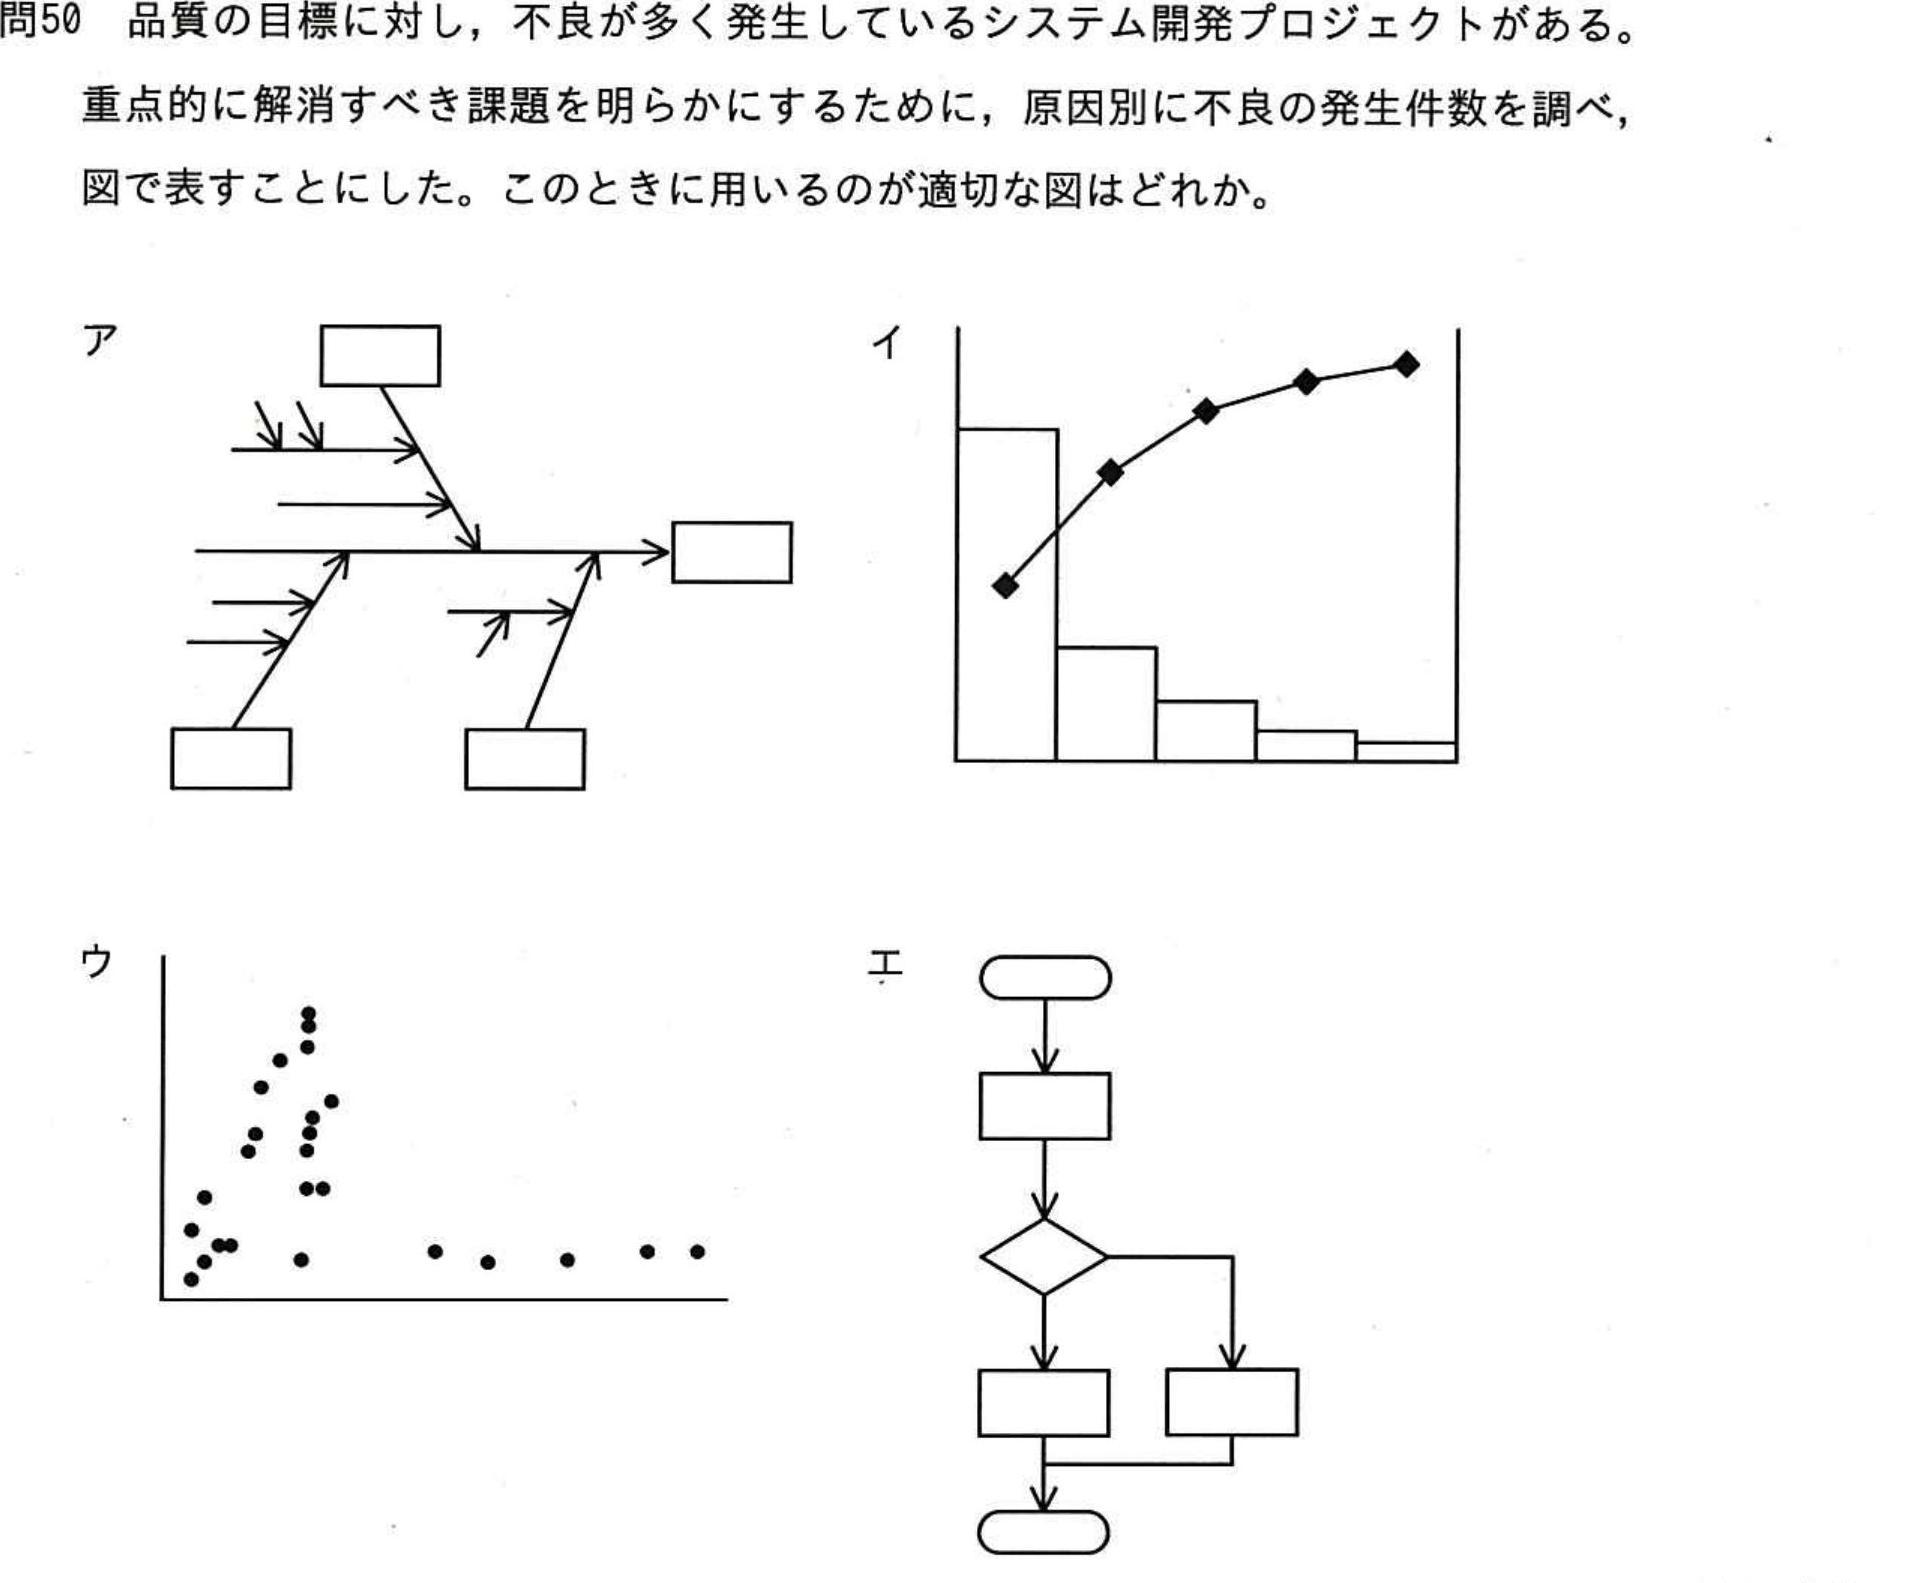 問50 品質の目標に対し，不良が多く発生しているシステム開発プロジェクトがある。
重点的に解消すべき課題を明らかにするために，原因別に不良の発生件数を調べ，
図で表すことにした。このときに用いるのが適切な図はどれか。
ア
イ
ウ
エ